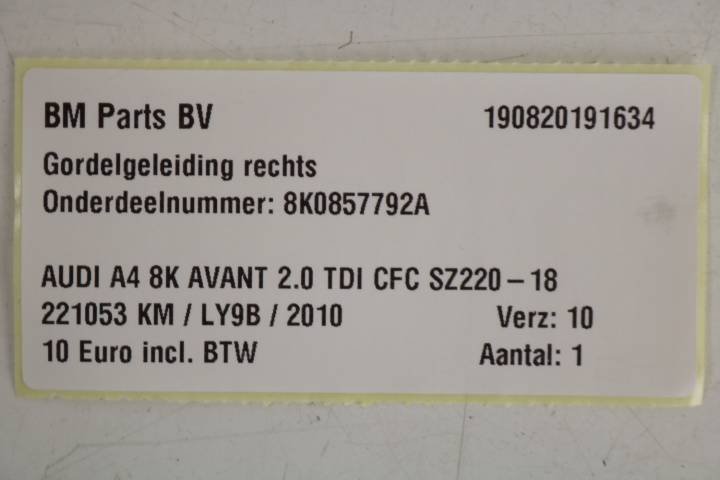 BM Parts BV 190820191634
Gordelgeleiding rechts
Onderdeelnummer: 8K0857792A
AUDI A4 8K AVANT 2.0 TDI CFC SZ220 – 18
221053 KM / LY9B / 2010 Verz: 10
10 Euro incl. BTW Aantal: 1